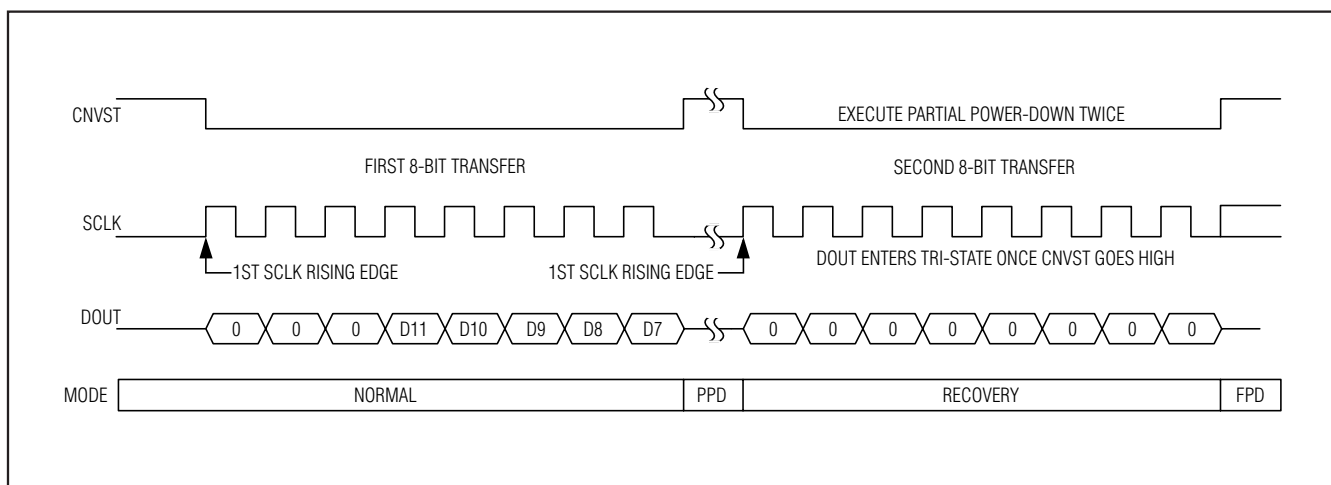 CNVST
EXECUTE PARTIAL POWER-DOWN TWICE
FIRST 8-BIT TRANSFER
SECOND 8-BIT TRANSFER
SCLK
1ST SCLK RISING EDGE
1ST SCLK RISING EDGE
DOUT ENTERS TRI-STATE ONCE CNVST GOES HIGH
DOUT
0 0 0 D11 D10 D9 D8 D7
0 0 0 0 0 0 0 0
MODE
NORMAL
PPD
RECOVERY
FPD